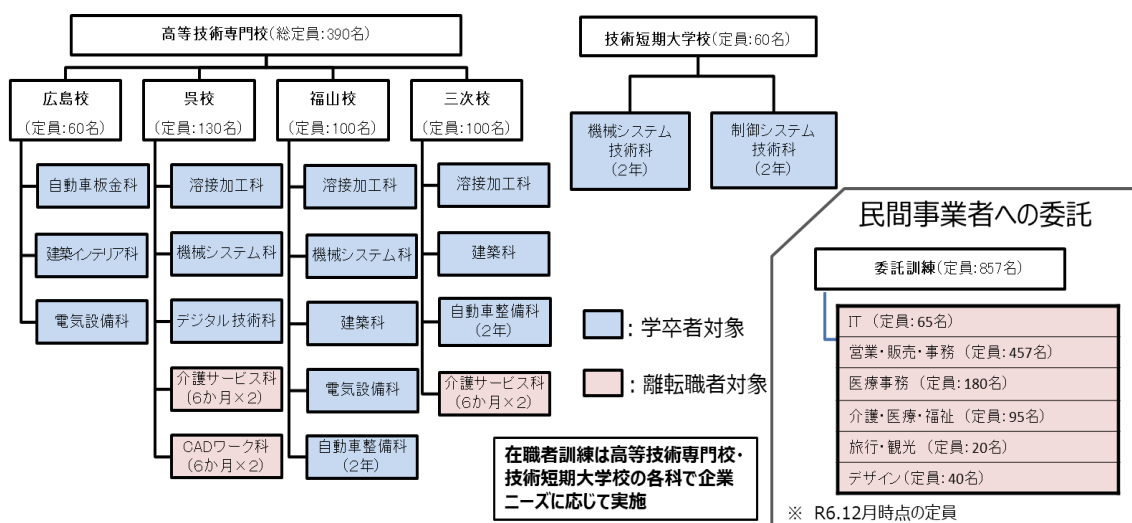 高等技術専門校(総定員:390名)
技術短期大学校(定員:60名)
広島校
(定員:60名)
呉校
(定員:130名)
福山校
(定員:100名)
三次校
(定員:100名)
自動車板金科
建築インテリア科
電気設備科
溶接加工科
機械システム科
デジタル技術科
介護サービス科
(6か月×2)
CADワーク科
(6か月×2)
溶接加工科
機械システム科
建築科
電気設備科
自動車整備科
(2年)
溶接加工科
建築科
自動車整備科
(2年)
介護サービス科
(6か月×2)
機械システム
技術科
(2年)
制御システム
技術科
(2年)
:学卒者対象
:離転職者対象
在職者訓練は高等技術専門校・
技術短期大学校の各科で企業
ニーズに応じて実施
民間事業者への委託
委託訓練(定員:857名)
IT (定員:65名)
営業・販売・事務 (定員:457名)
医療事務 (定員:180名)
介護・医療・福祉 (定員:95名)
旅行・観光 (定員:20名)
デザイン(定員:40名)
※ R6.12月時点の定員